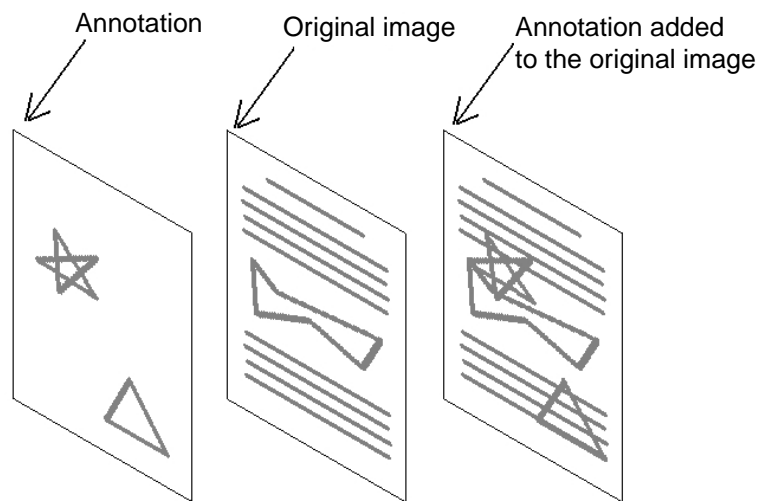 Annotation
Original image
Annotation added
to the original image